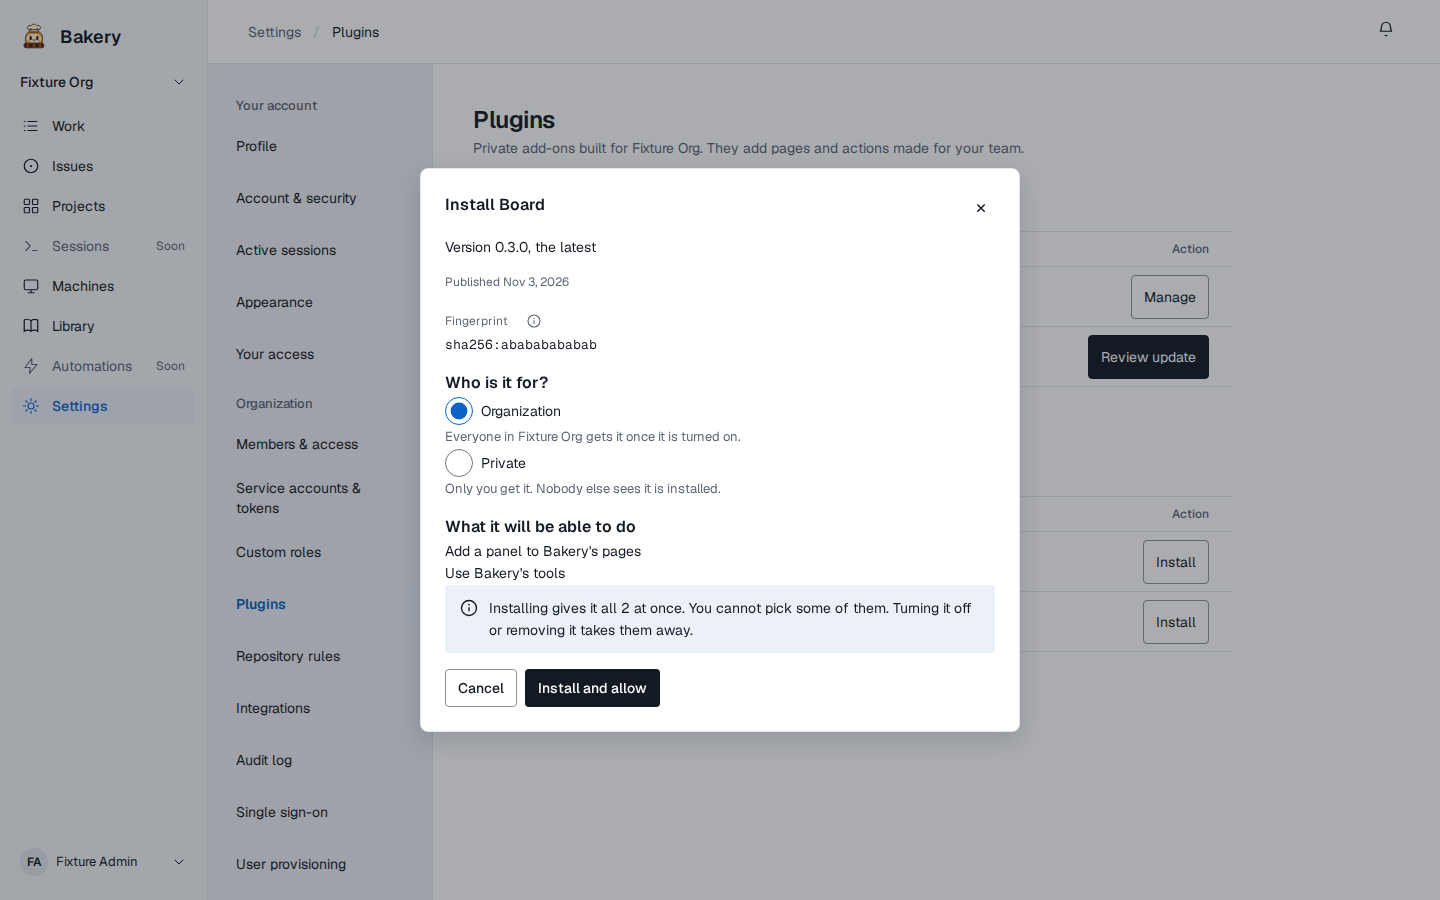 Bakery
Fixture Org
Work
Issues
Projects
Sessions Soon
Machines
Library
Automations Soon
Settings
FA Fixture Admin
Settings / Plugins
Your account
Profile
Account & security
Active sessions
Appearance
Your access
Organization
Members & access
Service accounts &
tokens
Custom roles
Plugins
Repository rules
Integrations
Audit log
Single sign-on
User provisioning
Plugins
Private add-ons built for Fixture Org. They add pages and actions made for your team.
Action
Manage
Review update
Action
Install
Install
Install Board
Version 0.3.0, the latest
Published Nov 3, 2026
Fingerprint
sha256:abababababab
Who is it for?
Organization
Everyone in Fixture Org gets it once it is turned on.
Private
Only you get it. Nobody else sees it is installed.
What it will be able to do
Add a panel to Bakery's pages
Use Bakery's tools
Installing gives it all 2 at once. You cannot pick some of them. Turning it off
or removing it takes them away.
Cancel Install and allow